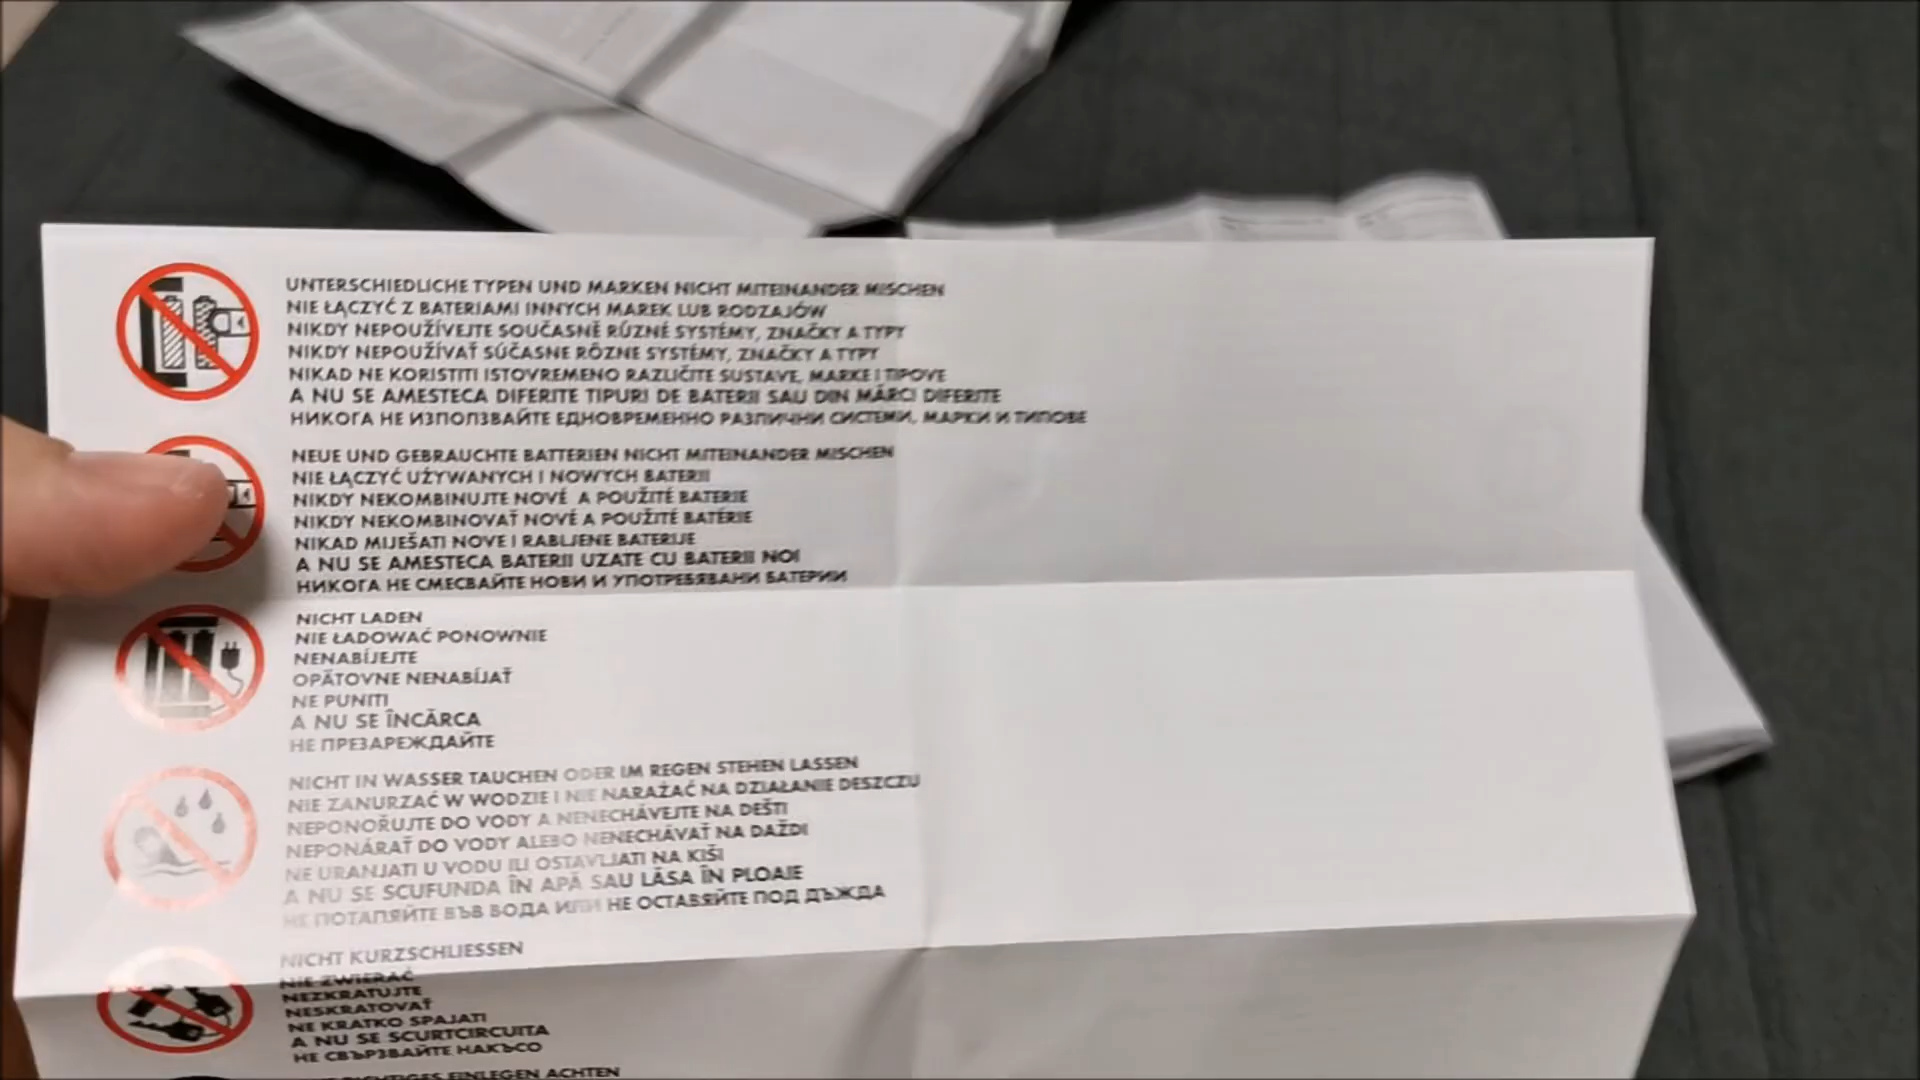 UNTERSCHIEDLICHE TYPEN UND MARKEN NICHT MITEINANDER MISCHEN
NIE ŁĄCZYĆ Z BATERIAMI INNYCH MAREK LUB RODZAJÓW
NIKDY NEPOUŽÍVEJTE SOUČASNĚ RŮZNÉ SYSTÉMY, ZNAČKY A TYPY
NIKDY NEPOUŽÍVAŤ SÚČASNE RÔZNE SYSTÉMY, ZNAČKY A TYPY
NIKAD NE KORISTITI ISTOVREMENO RAZLIČITE SUSTAVE, MARKE I TIPOVE
A NU SE AMESTECA DIFERITE TIPURI DE BATERII SAU DIN MĂRCI DIFERITE
НИКОГА НЕ ИЗПОЛЗВАЙТЕ ЕДНОВРЕМЕННО РАЗЛИЧНИ СИСТЕМИ, МАРКИ И ТИПОВЕ
NEUE UND GEBRAUCHTE BATTERIEN NICHT MITEINANDER MISCHEN
NIE ŁĄCZYĆ UŻYWANYCH I NOWYCH BATERII
NIKDY NEKOMBINUJTE NOVÉ A POUŽITÉ BATERIE
NIKDY NEKOMBINOVAŤ NOVÉ A POUŽITÉ BATÉRIE
NIKAD MIJEŠATI NOVE I RABLJENE BATERIJE
A NU SE AMESTECA BATERII UZATE CU BATERII NOI
НИКОГА НЕ СМЕСВАЙТЕ НОВИ И УПОТРЕБЯВАНИ БАТЕРИИ
NICHT LADEN
NIE ŁADOWAĆ PONOWNIE
NENABÍJEJTE
OPÄTOVNE NENABÍJAŤ
NE PUNITI
A NU SE ÎNCĂRCA
НЕ ПРЕЗАРЕЖДАЙТЕ
NICHT IN WASSER TAUCHEN ODER IM REGEN STEHEN LASSEN
NIE ZANURZAĆ W WODZIE I NIE NARAŻAĆ NA DZIAŁANIE DESZCZU
NEPONOŘUJTE DO VODY A NENECHÁVEJTE NA DEŠTI
NEPONÁRAŤ DO VODY ALEBO NENECHÁVAŤ NA DAŽDI
NE URANJATI U VODU ILI OSTAVLJATI NA KIŠI
A NU SE SCUFUNDA ÎN APĂ SAU LĂSA ÎN PLOAIE
НЕ ПОТАПЯЙТЕ ВЪВ ВОДА ИЛИ НЕ ОСТАВЯЙТЕ ПОД ДЪЖДА
NICHT KURZSCHLIESSEN
NIE ZWIERAĆ
NEZKRATUJTE
NESKRATOVAŤ
NE KRATKO SPAJATI
A NU SE SCURTCIRCUITA
НЕ СВЪРЗВАЙТЕ НАКЪСО
RICHTIGES EINLEGEN ACHTEN